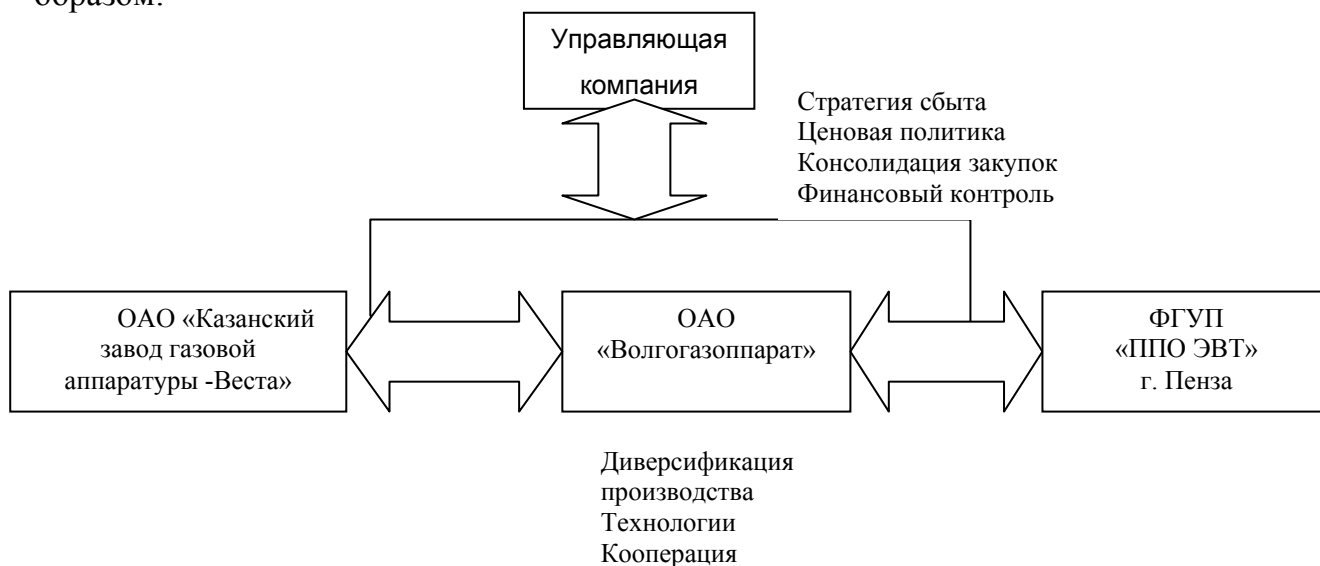 образом:
Управляющая
компания
Стратегия сбыта
Ценовая политика
Консолидация закупок
Финансовый контроль
ОАО «Казанский
завод газовой
аппаратуры -Веста»
ОАО
«Волгогазоппарат»
ФГУП
«ППО ЭВТ»
г. Пенза
Диверсификация
производства
Технологии
Кооперация